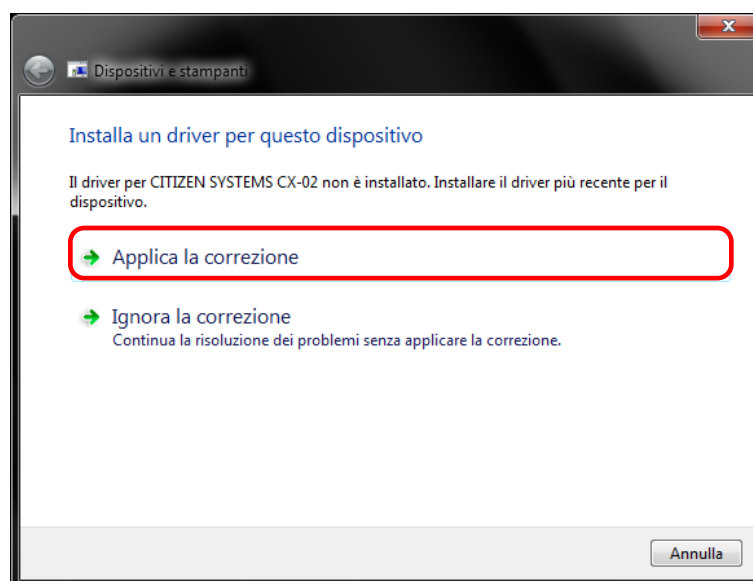 Dispositivi e stampanti
Installa un driver per questo dispositivo
Il driver per CITIZEN SYSTEMS CX-02 non è installato. Installare il driver più recente per il
dispositivo.
Applica la correzione
Ignora la correzione
Continua la risoluzione dei problemi senza applicare la correzione.
Annulla